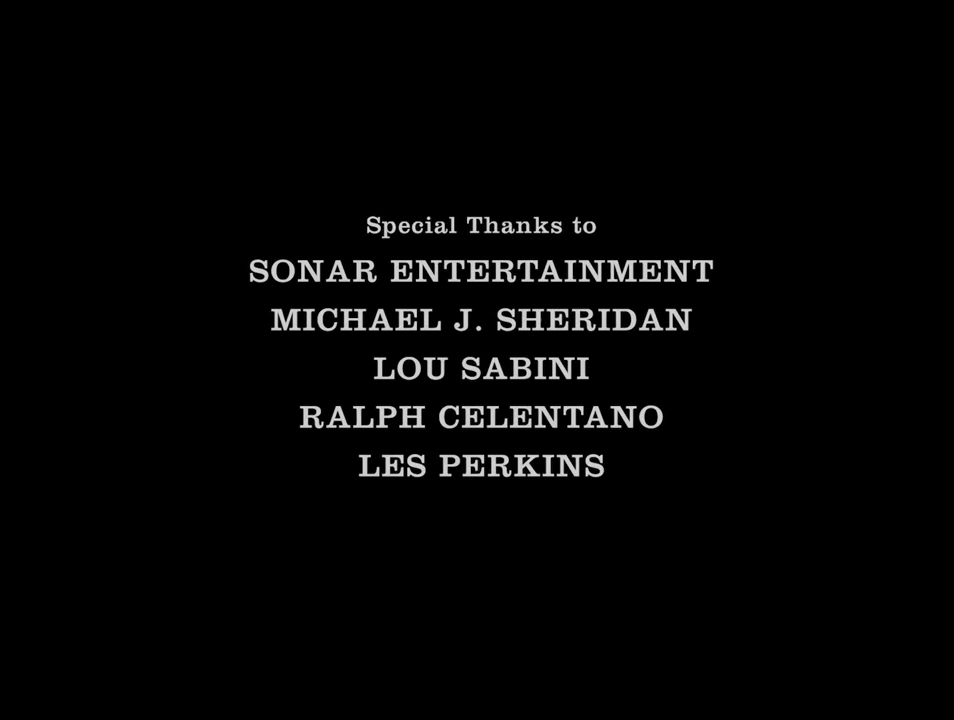 Special Thanks to
SONAR ENTERTAINMENT
MICHAEL J. SHERIDAN
LOU SABINI
RALPH CELENTANO
LES PERKINS